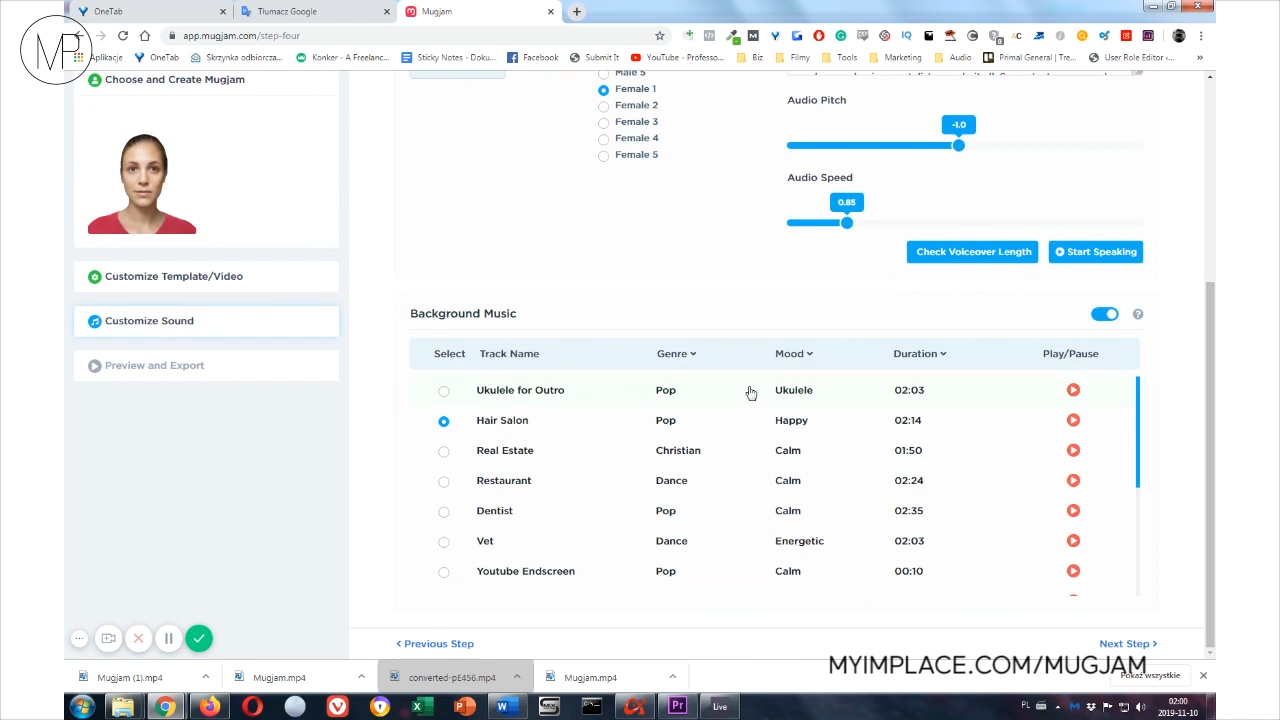 OneTab
Tłumacz Google
Mugjam
app.mugjam.com/step-four
MP
Aplikacje
OneTab
Skrzynka odbiorcza...
Konker - A Freelanc...
Sticky Notes - Doku...
Facebook
Submit It
YouTube - Professo...
Biz
Filmy
Tools
Marketing
Audio
Primal General | Tra...
User Role Editor -...
Choose and Create Mugjam
Customize Template/Video
Customize Sound
Preview and Export
Male 5
Female 1
Female 2
Female 3
Female 4
Female 5
Audio Pitch
-1.0
Audio Speed
0.85
Check Voiceover Length
Start Speaking
Background Music
Select Track Name Genre Mood Duration Play/Pause
Ukulele for Outro Pop Ukulele 02:03
Hair Salon Pop Happy 02:14
Real Estate Christian Calm 01:50
Restaurant Dance Calm 02:24
Dentist Pop Calm 02:35
Vet Dance Energetic 02:03
Youtube Endscreen Pop Calm 00:10
Previous Step
Next Step
MYIMPLACE.COM/MUGJAM
Mugjam (1).mp4
Mugjam.mp4
converted-pE456.mp4
Mugjam.mp4
Pokaż wszystkie
Live
PL
02:00
2019-11-10